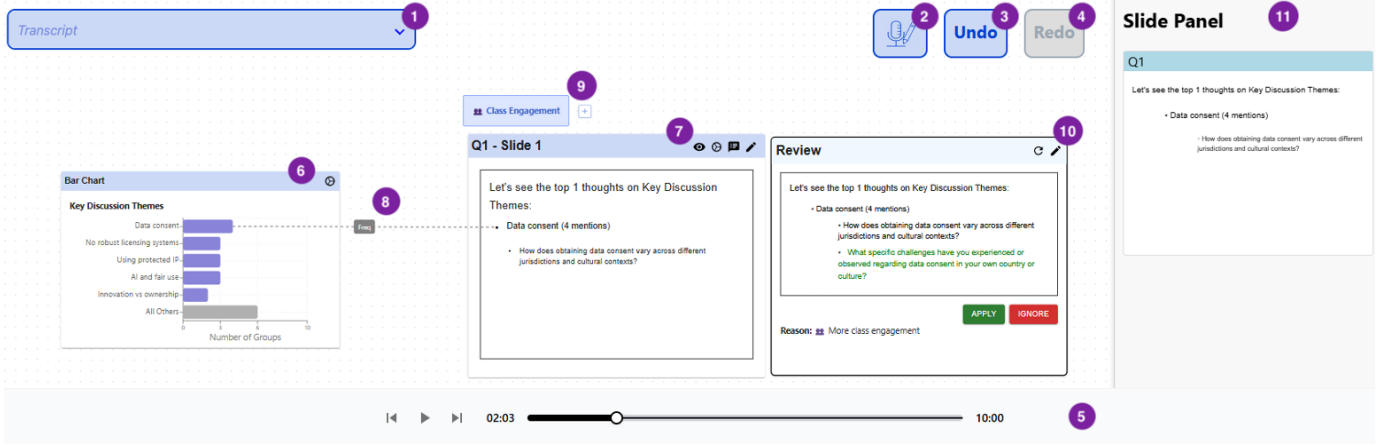 Transcript
1
2
Undo
3
Redo
4
Slide Panel
11
Q1
Let's see the top 1 thoughts on Key Discussion Themes:
• Data consent (4 mentions)
◦ How does obtaining data consent vary across different
jurisdictions and cultural contexts?
Class Engagement
+
9
Q1 - Slide 1
7
Let's see the top 1 thoughts on Key Discussion
Themes:
• Data consent (4 mentions)
• How does obtaining data consent vary across different
jurisdictions and cultural contexts?
Review
10
Let's see the top 1 thoughts on Key Discussion Themes:
• Data consent (4 mentions)
• How does obtaining data consent vary across different
jurisdictions and cultural contexts?
• What specific challenges have you experienced or
observed regarding data consent in your own country or
culture?
APPLY
IGNORE
Reason: More class engagement
Bar Chart
6
Key Discussion Themes
Data consent
No robust licensing systems
Using protected IP
AI and fair use
Innovation vs ownership
All Others
0 3 6 10
Number of Groups
8
Freq
02:03
10:00
5